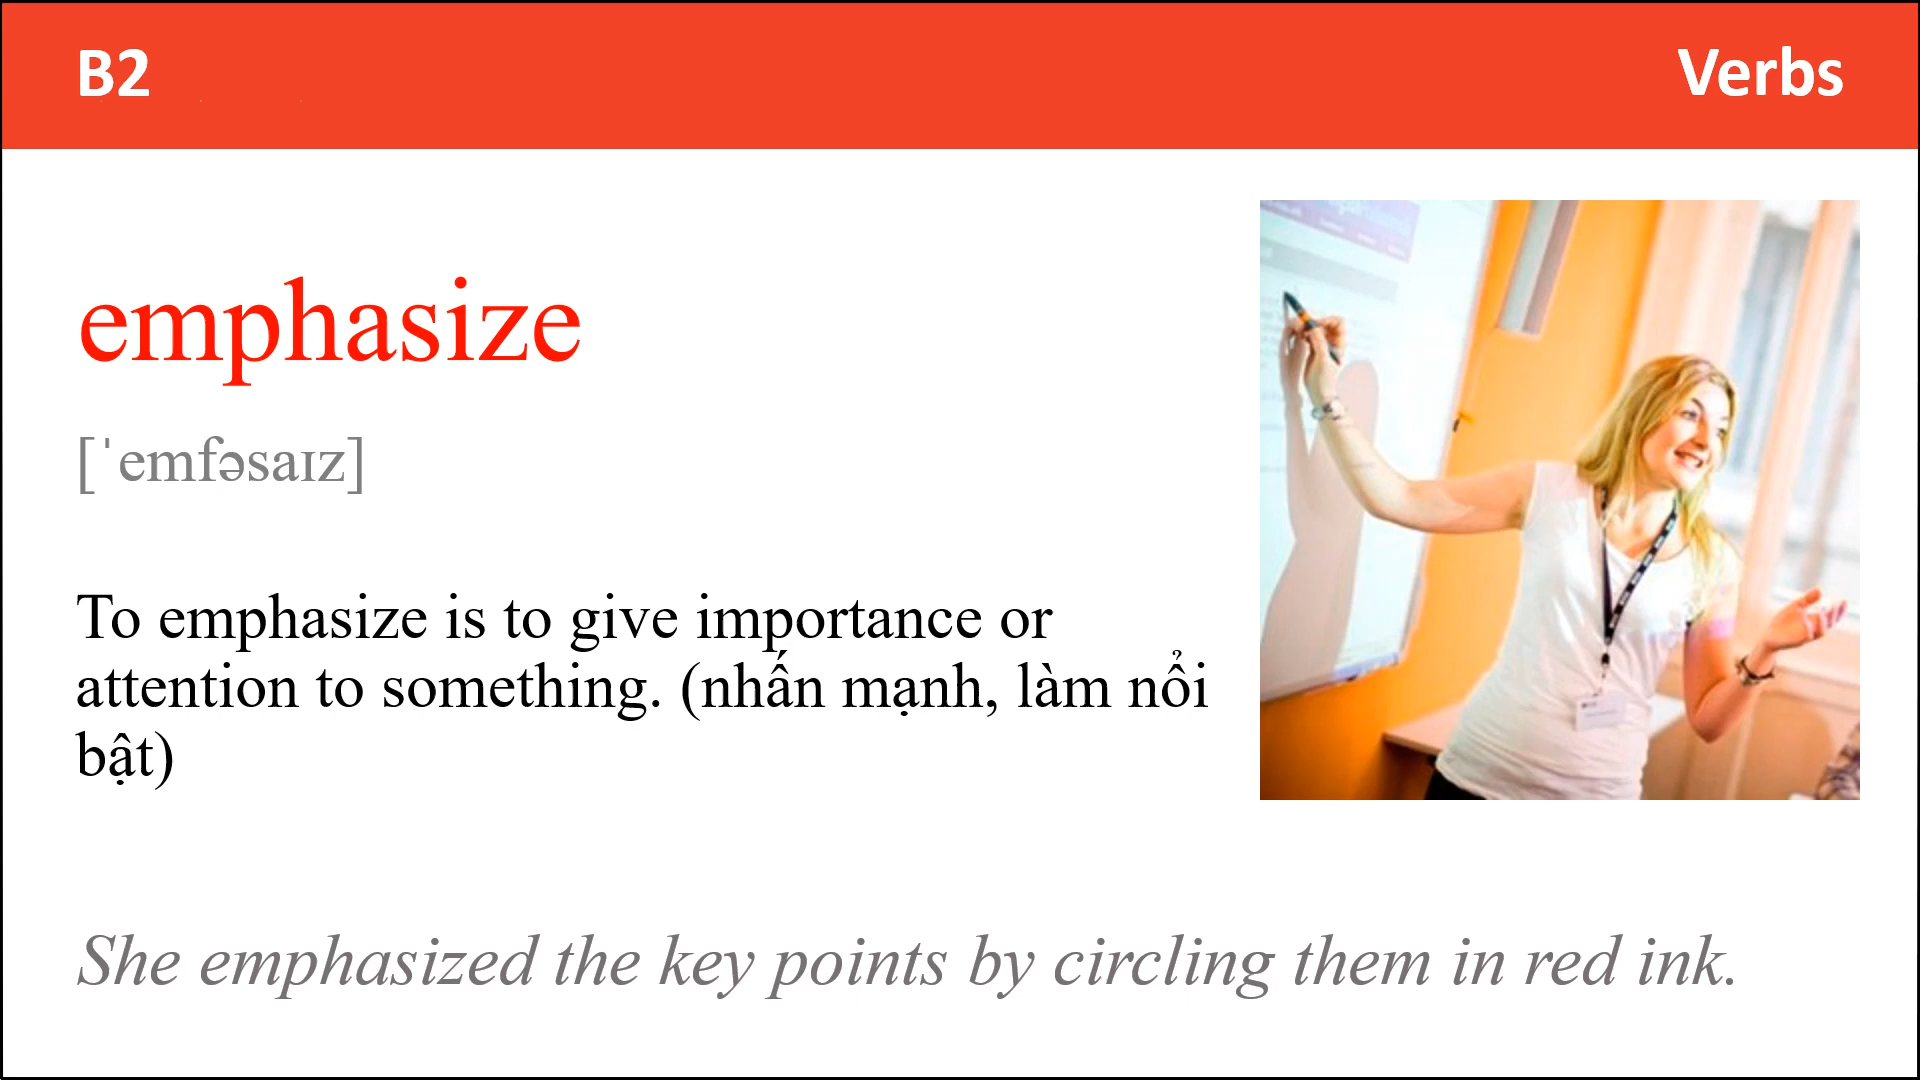 B2
Verbs
emphasize
[ˈemfəsaɪz]
To emphasize is to give importance or
attention to something. (nhấn mạnh, làm nổi
bật)
She emphasized the key points by circling them in red ink.